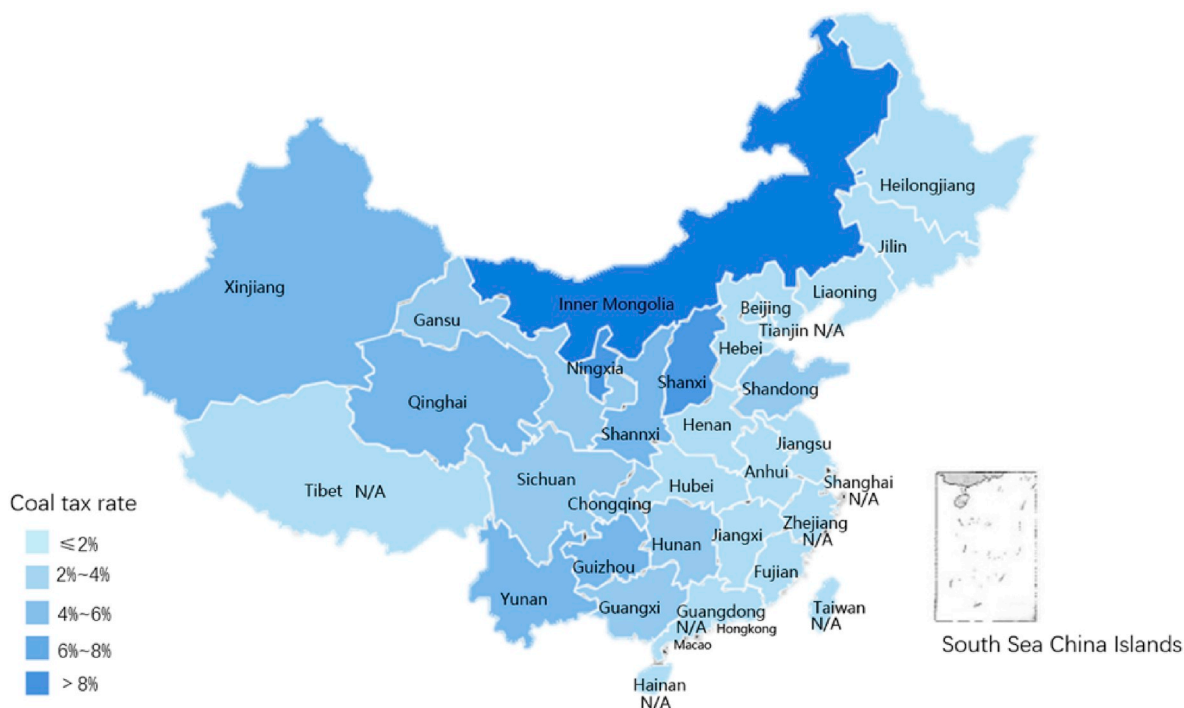 Heilongjiang
Jilin
Xinjiang
Liaoning
Inner Mongolia
Beijing
Gansu
Tianjin N/A
Hebei
Ningxia
Shanxi
Shandong
Qinghai
Henan
Shannxi
Jiangsu
Sichuan
Anhui
Tibet N/A
Hubei
Shanghai
N/A
Chongqing
Zhejiang
N/A
Jiangxi
Hunan
Guizhou
Fujian
Yunan
Guangxi
Guangdong
N/A
Hongkong
Taiwan
N/A
Macao
Hainan
N/A
Coal tax rate
≤2%
2%~4%
4%~6%
6%~8%
> 8%
South Sea China Islands